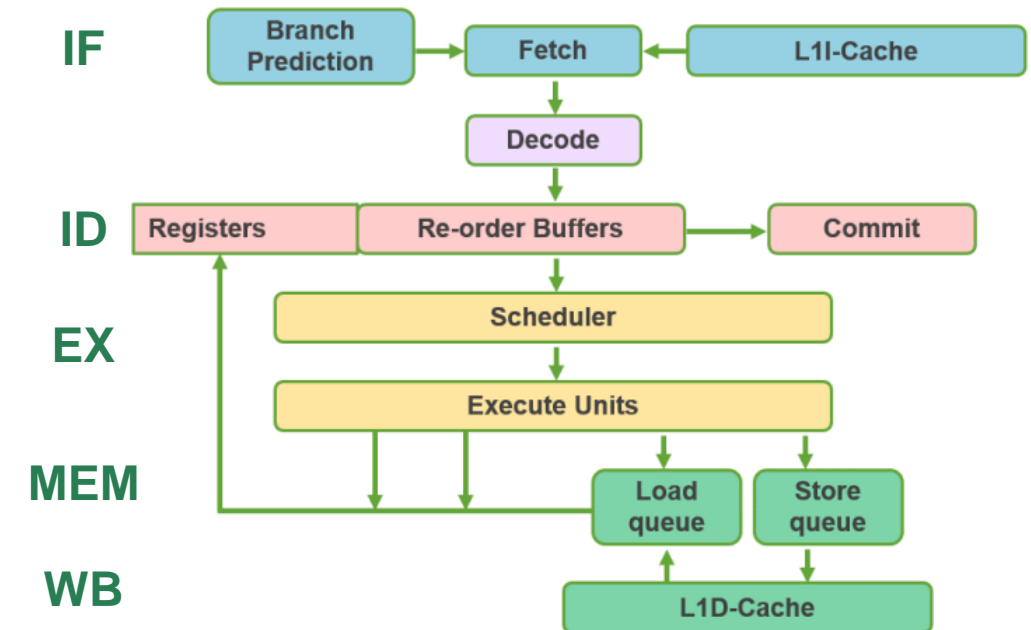 IF
Branch
Prediction
Fetch
L1I-Cache
Decode
ID
Registers
Re-order Buffers
Commit
Scheduler
EX
Execute Units
MEM
Load
queue
Store
queue
WB
L1D-Cache